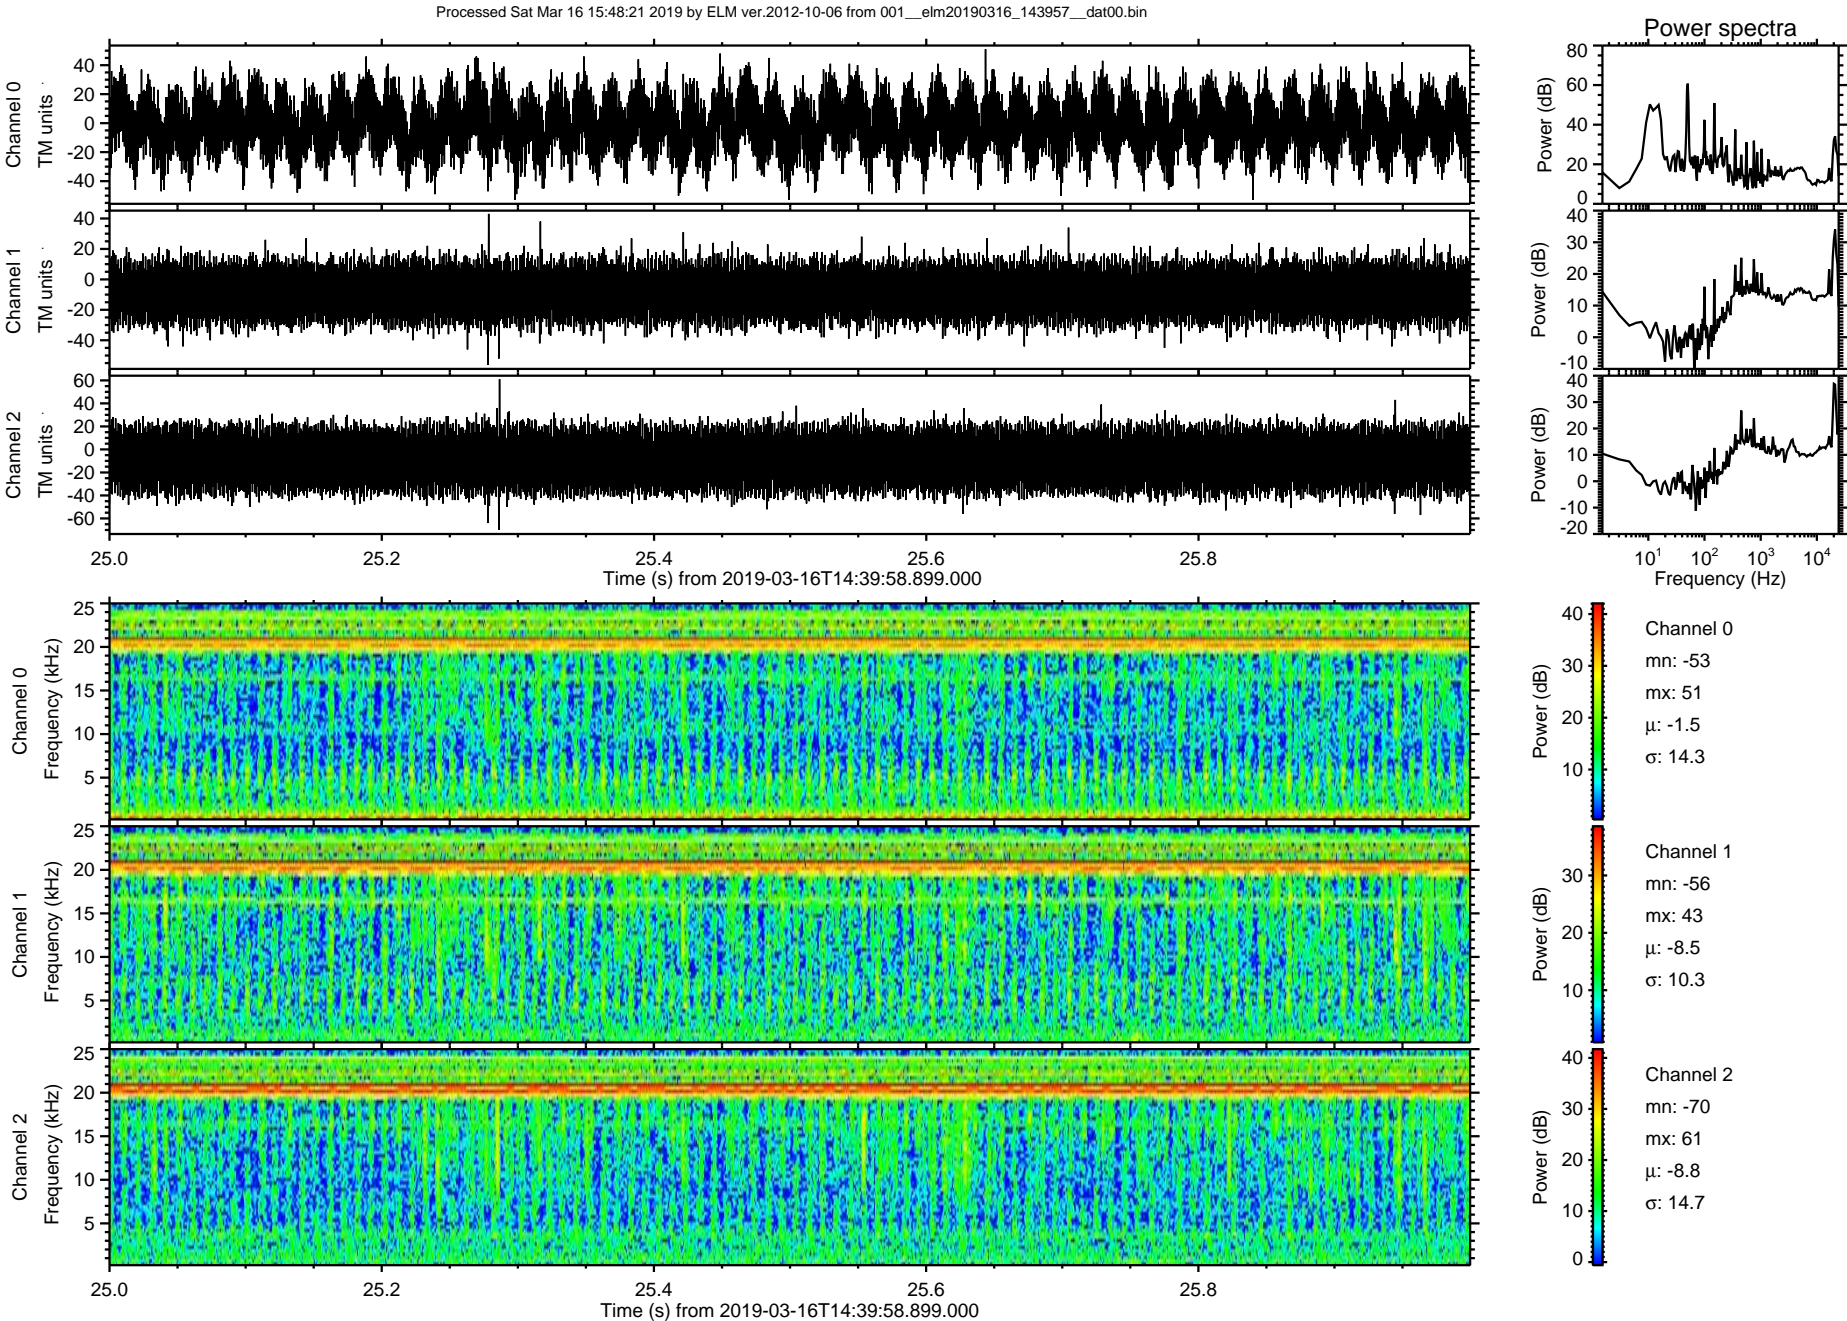 Processed Sat Mar 16 15:48:21 2019 by ELM ver.2012-10-06 from 001__elm20190316_143957__dat00.bin
Power spectra
Channel 0
TM units
40
20
0
-20
-40
Power (dB)
80
60
40
20
0
Channel 1
TM units
40
20
0
-20
-40
Power (dB)
40
30
20
10
0
-10
Channel 2
TM units
60
40
20
0
-20
-40
-60
Power (dB)
40
30
20
10
0
-10
-20
25.0 25.2 25.4 25.6 25.8
Time (s) from 2019-03-16T14:39:58.899.000
10¹ 10² 10³ 10⁴
Frequency (Hz)
Channel 0
Frequency (kHz)
25
20
15
10
5
Power (dB)
40
30
20
10
Channel 0
mn: -53
mx: 51
μ: -1.5
σ: 14.3
Channel 1
Frequency (kHz)
25
20
15
10
5
Power (dB)
30
20
10
Channel 1
mn: -56
mx: 43
μ: -8.5
σ: 10.3
Channel 2
Frequency (kHz)
25
20
15
10
5
Power (dB)
40
30
20
10
0
Channel 2
mn: -70
mx: 61
μ: -8.8
σ: 14.7
25.0 25.2 25.4 25.6 25.8
Time (s) from 2019-03-16T14:39:58.899.000